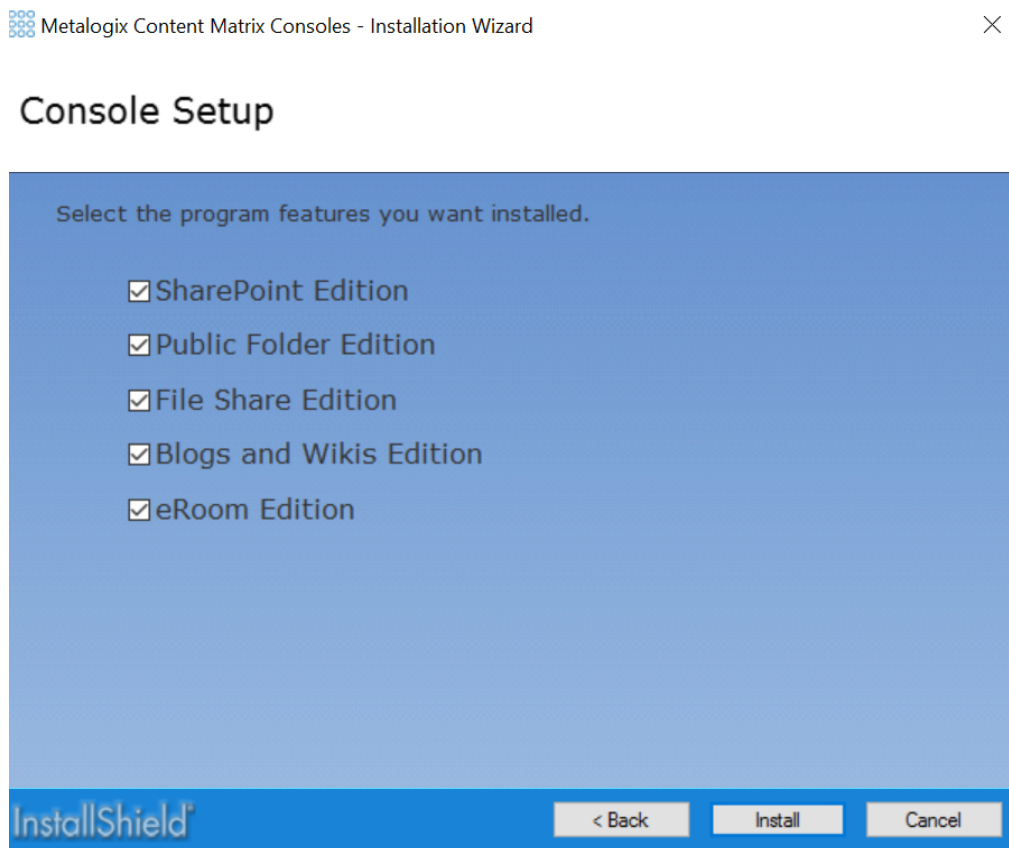 Metalogix Content Matrix Consoles - Installation Wizard
Console Setup
Select the program features you want installed.
SharePoint Edition
Public Folder Edition
File Share Edition
Blogs and Wikis Edition
eRoom Edition
InstallShield
< Back Install Cancel